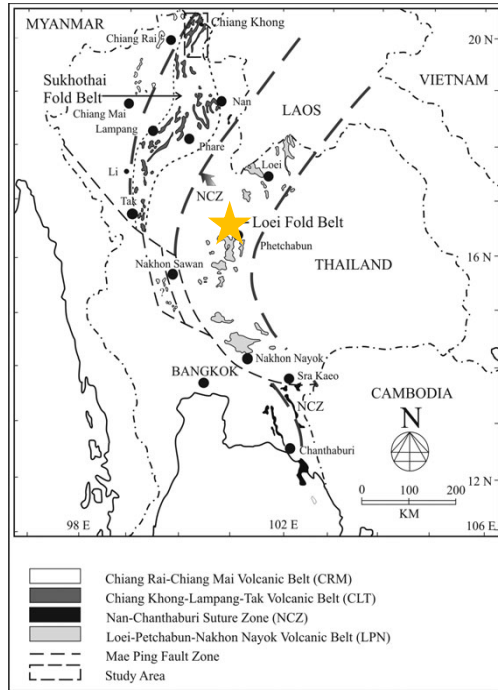 MYANMAR
Chiang Khong
20 N
Chiang Rai
VIETNAM
Sukhothai
Fold Belt
Nan
LAOS
Chiang Mai
Lampang
Phare
Loei
Li
NCZ
Tak
Loei Fold Belt
Phetchabun
THAILAND
16 N
Nakhon Sawan
?
Nakhon Nayok
BANGKOK
Sra Kaeo
NCZ
CAMBODIA
N
Chanthaburi
0 100 200
KM
12 N
98 E
102 E
106 E
Chiang Rai-Chiang Mai Volcanic Belt (CRM)
Chiang Khong-Lampang-Tak Volcanic Belt (CLT)
Nan-Chanthaburi Suture Zone (NCZ)
Loei-Petchabun-Nakhon Nayok Volcanic Belt (LPN)
Mae Ping Fault Zone
Study Area